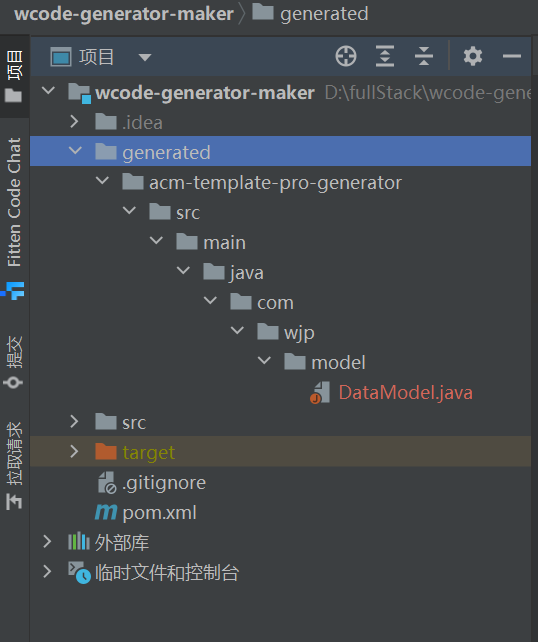 wcode-generator-maker
generated
项目
项目
Fitten Code Chat
提交
拉取请求
wcode-generator-maker D:\fullStack\wcode-gene
.idea
generated
acm-template-pro-generator
src
main
java
com
wjp
model
DataModel.java
src
target
.gitignore
pom.xml
外部库
临时文件和控制台